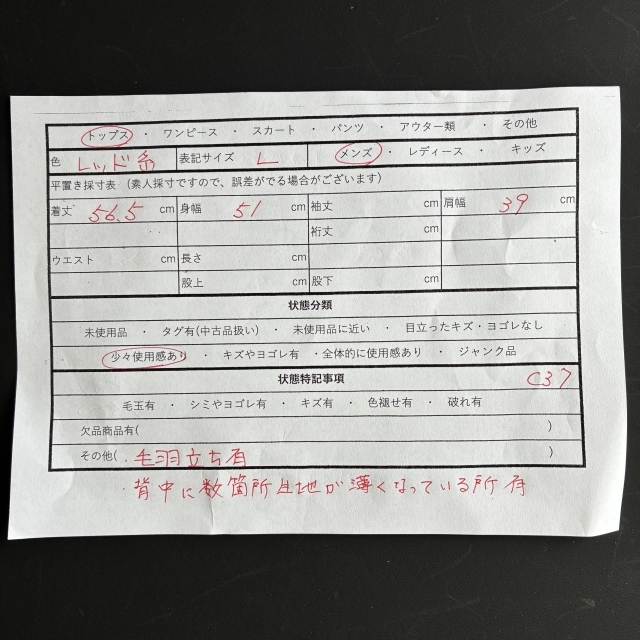 トップス ・ ワンピース ・ スカート ・ パンツ ・ アウター類 ・ その他
色 レッド系 表記サイズ L メンズ ・ レディース ・ キッズ
平置き採寸表 (素人採寸ですので、誤差がでる場合がございます)
着丈 56.5 cm 身幅 51 cm 袖丈 cm 肩幅 39 cm
裄丈 cm
ウエスト cm 長さ cm
股上 cm 股下 cm
状態分類
未使用品 ・ タグ有(中古品扱い) ・ 未使用品に近い ・ 目立ったキズ・ヨゴレなし
少々使用感あり ・ キズやヨゴレ有 ・全体的に使用感あり ・ ジャンク品
状態特記事項 C37
毛玉有 ・ シミやヨゴレ有 ・ キズ有 ・ 色褪せ有 ・ 破れ有
欠品商品有( )
その他( ・毛羽立ち有 )
・背中に数箇所生地が薄くなっている所有